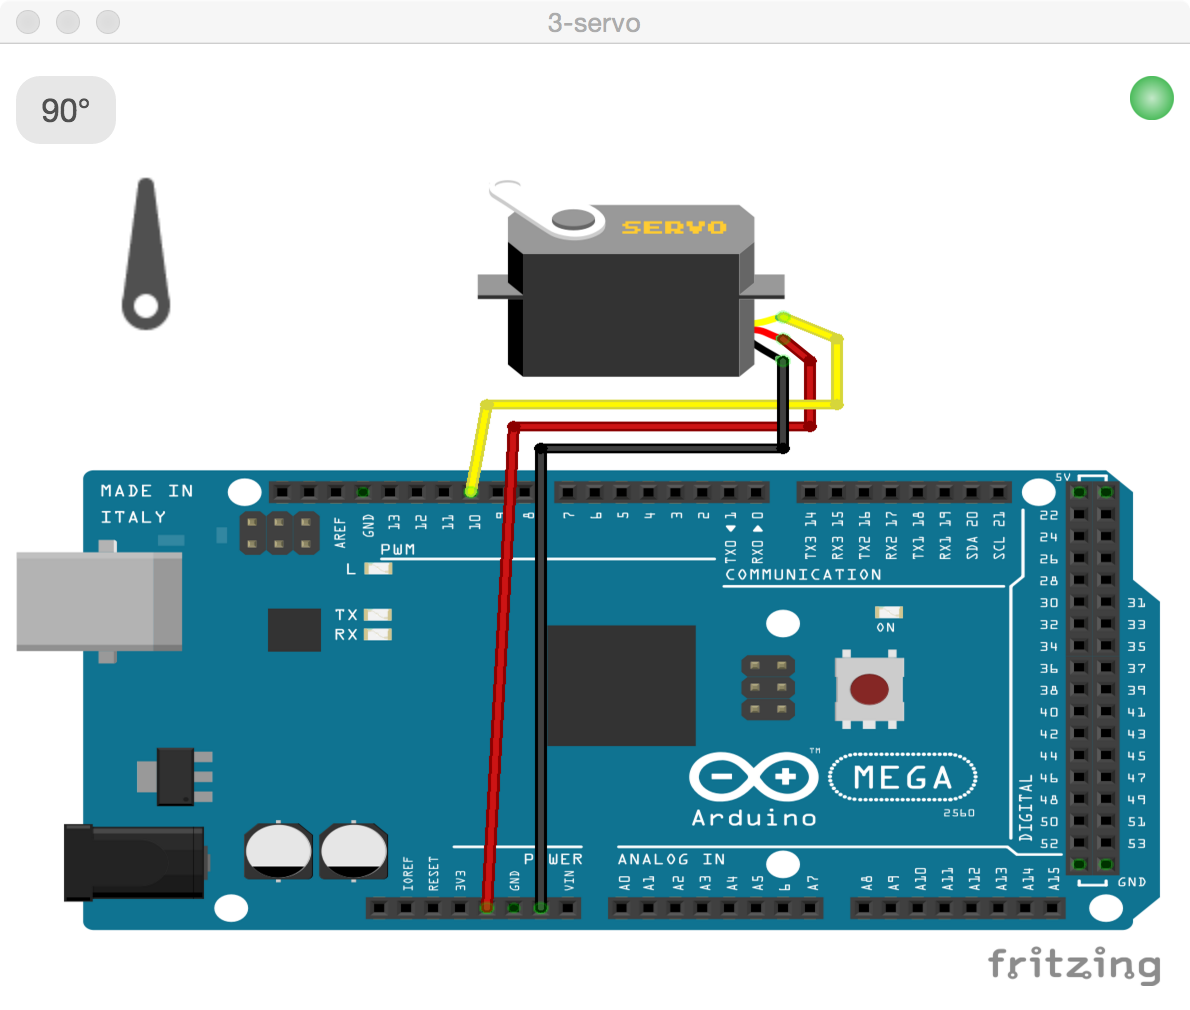 3-servo
90°
SERVO
MADE IN
ITALY
5V
AREF
GND
13
12
11
10
9
8
7
6
5
4
3
2
TX0 1
RX0 0
TX3 14
RX3 15
TX2 16
RX2 17
TX1 18
RX1 19
SDA 20
SCL 21
PWM
COMMUNICATION
L
TX
RX
ON
22
24
26
28
30 31
32 33
34 35
36 37
38 39
40 41
42 43
44 45
46 47
48 49
50 51
52 53
DIGITAL
GND
TM
MEGA
2560
Arduino
POWER
ANALOG IN
IOREF
RESET
3V3
GND
VIN
A0
A1
A2
A3
A4
A5
6
A7
A8
A9
A10
A11
A12
A13
A14
A15
fritzing